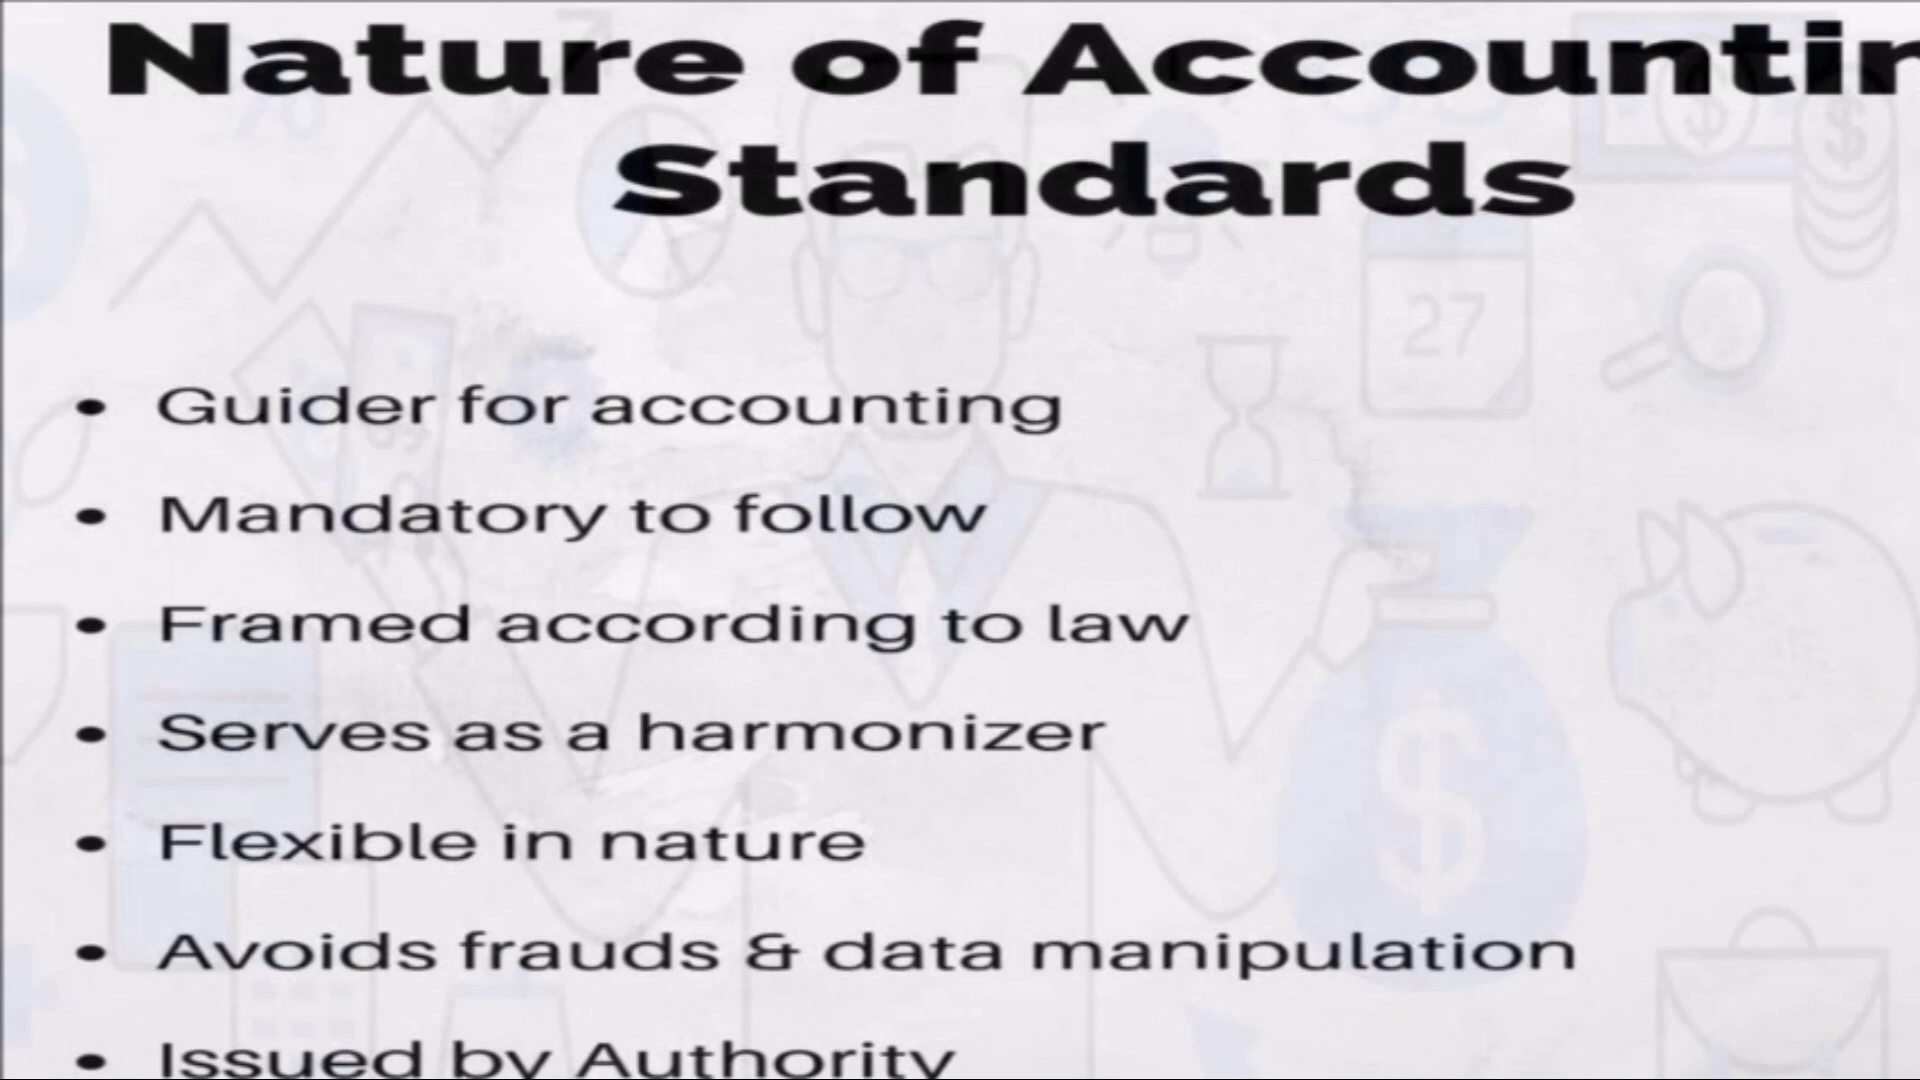 Nature of Accountin
Standards
27
• Guider for accounting
• Mandatory to follow
• Framed according to law
• Serves as a harmonizer
• Flexible in nature
• Avoids frauds & data manipulation
• Issued by Authority